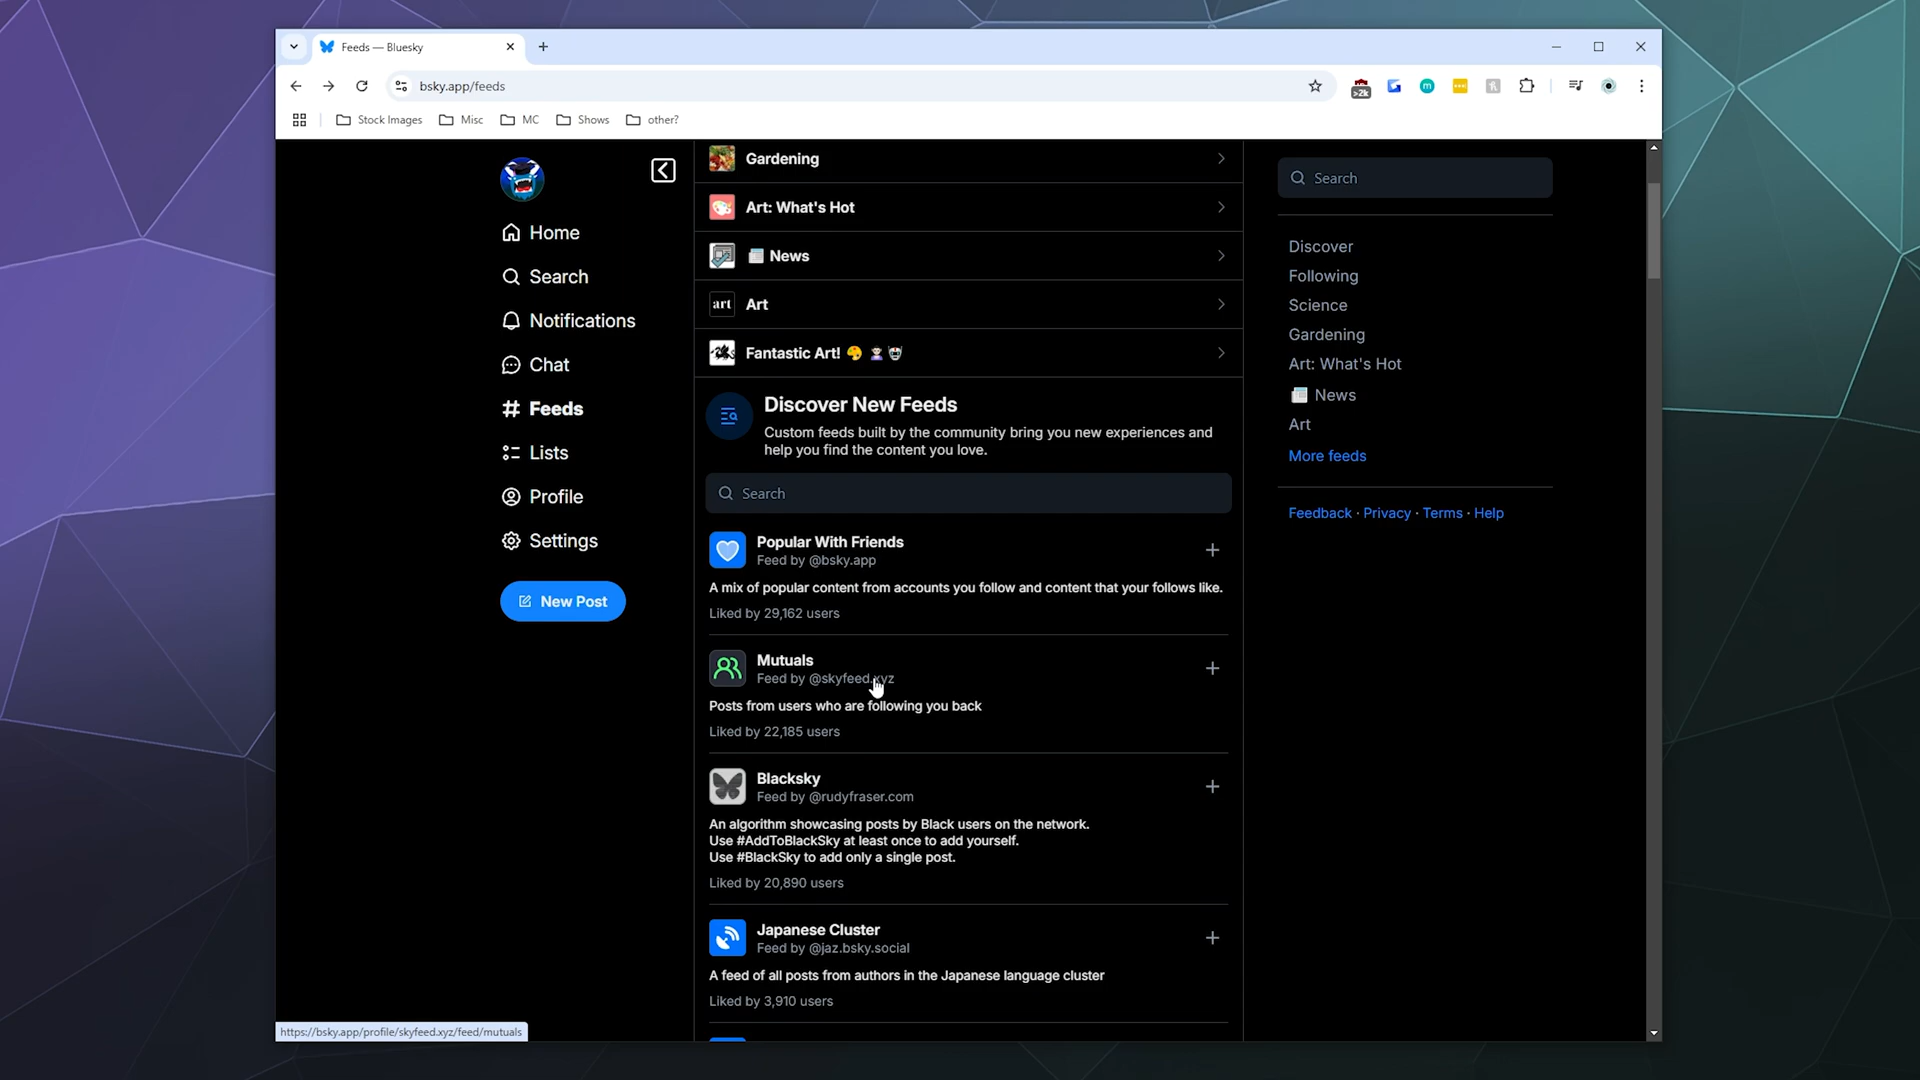 Feeds — Bluesky
bsky.app/feeds
>2k
m
Stock Images
Misc
MC
Shows
other?
Home
Search
Notifications
Chat
Feeds
Lists
Profile
Settings
New Post
Gardening
Art: What's Hot
News
art Art
Fantastic Art!
Discover New Feeds
Custom feeds built by the community bring you new experiences and
help you find the content you love.
Search
Popular With Friends
Feed by @bsky.app
A mix of popular content from accounts you follow and content that your follows like.
Liked by 29,162 users
Mutuals
Feed by @skyfeed.xyz
Posts from users who are following you back
Liked by 22,185 users
Blacksky
Feed by @rudyfraser.com
An algorithm showcasing posts by Black users on the network.
Use #AddToBlackSky at least once to add yourself.
Use #BlackSky to add only a single post.
Liked by 20,890 users
Japanese Cluster
Feed by @jaz.bsky.social
A feed of all posts from authors in the Japanese language cluster
Liked by 3,910 users
Search
Discover
Following
Science
Gardening
Art: What's Hot
News
Art
More feeds
Feedback · Privacy · Terms · Help
https://bsky.app/profile/skyfeed.xyz/feed/mutuals